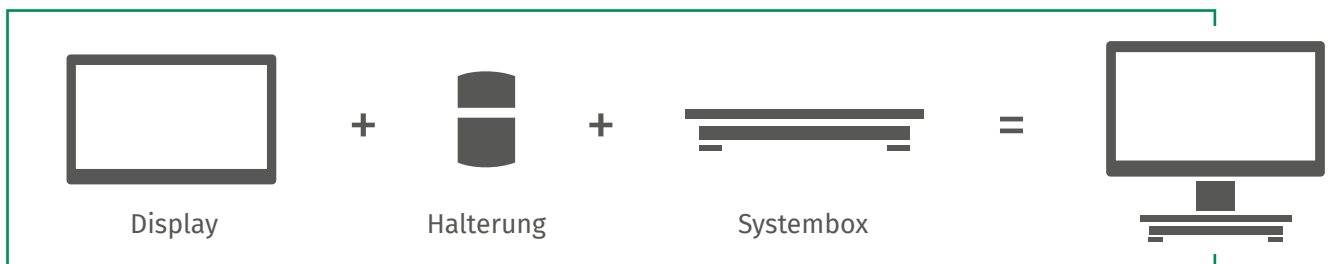 + + =
Display Halterung Systembox